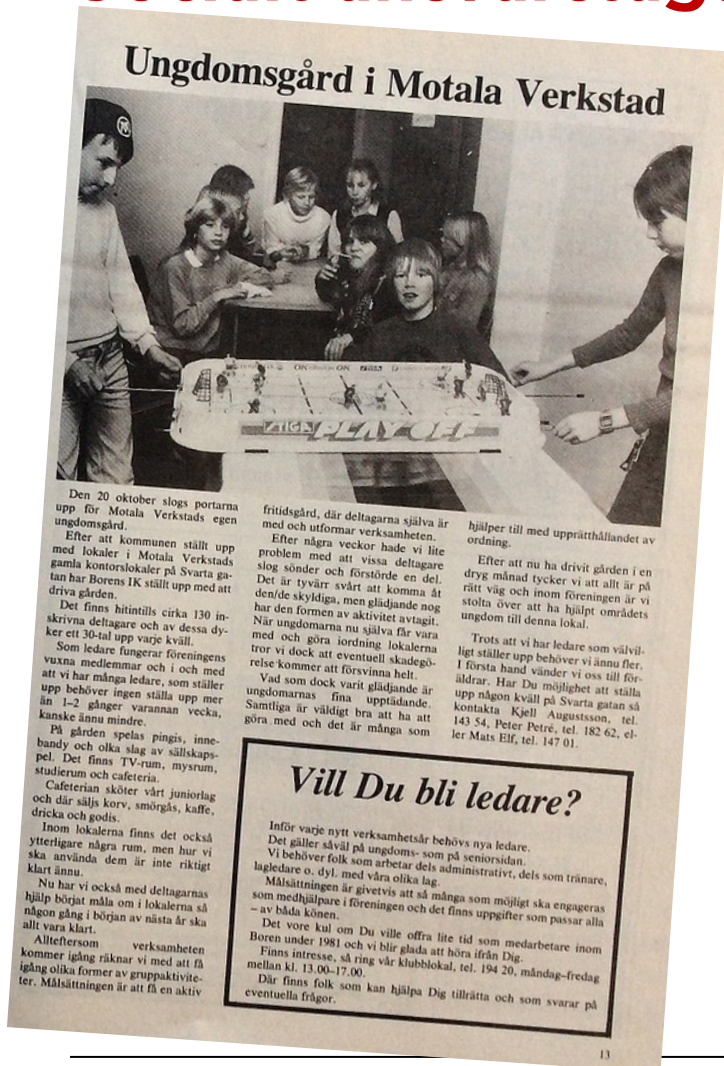 Ungdomsgård i Motala Verkstad
STIGA PLAY OFF
Den 20 oktober slogs portarna
upp för Motala Verkstads egen
ungdomsgård.
Efter att kommunen ställt upp
med lokaler i Motala Verkstads
gamla kontorslokaler på Svarta ga-
tan har Borens IK ställt upp med att
driva gården.
Det finns hitintills cirka 130 in-
skrivna deltagare och av dessa dy-
ker ett 30-tal upp varje kväll.
Som ledare fungerar föreningens
vuxna medlemmar och i och med
att vi har många ledare, som ställer
upp behöver ingen ställa upp mer
än 1–2 gånger varannan vecka,
kanske ännu mindre.
På gården spelas pingis, inne-
bandy och olka slag av sällskaps-
pel. Det finns TV-rum, mysrum,
studierum och cafeteria.
Cafeterian sköter vårt juniorlag
och där säljs korv, smörgås, kaffe,
dricka och godis.
Inom lokalerna finns det också
ytterligare några rum, men hur vi
ska använda dem är inte riktigt
klart ännu.
Nu har vi också med deltagarnas
hjälp börjat måla om i lokalerna så
någon gång i början av nästa år ska
allt vara klart.
Allteftersom verksamheten
kommer igång räknar vi med att få
igång olika former av gruppaktivite-
ter. Målsättningen är att få en aktiv
fritidsgård, där deltagarna själva är
med och utformar verksamheten.
Efter några veckor hade vi lite
problem med att vissa deltagare
slog sönder och förstörde en del.
Det är tyvärr svårt att komma åt
den/de skyldiga, men glädjande nog
har den formen av aktivitet avtagit.
När ungdomarna nu själva får vara
med och göra iordning lokalerna
tror vi dock att eventuell skadegö-
relse kommer att försvinna helt.
Vad som dock varit glädjande är
ungdomarnas fina uppträdande.
Samtliga är väldigt bra att ha att
göra med och det är många som
hjälper till med upprätthållandet av
ordning.
Efter att nu ha drivit gården i en
dryg månad tycker vi att allt är på
rätt väg och inom föreningen är vi
stolta över att ha hjälpt områdets
ungdom till denna lokal.
Trots att vi har ledare som välvil-
ligt ställer upp behöver vi ännu fler.
I första hand vänder vi oss till för-
äldrar. Har Du möjlighet att ställa
upp någon kväll på Svarta gatan så
kontakta Kjell Augustsson, tel.
143 54, Peter Petré, tel. 182 62, el-
ler Mats Elf, tel. 147 01.
Vill Du bli ledare?
Inför varje nytt verksamhetsår behövs nya ledare.
Det gäller såväl på ungdoms- som på seniorsidan.
Vi behöver folk som arbetar dels administrativt, dels som tränare,
lagledare o. dyl. med våra olika lag.
Målsättningen är givetvis att så många som möjligt ska engageras
som medhjälpare i föreningen och det finns uppgifter som passar alla
– av båda könen.
Det vore kul om Du ville offra lite tid som medarbetare inom
Boren under 1981 och vi blir glada att höra ifrån Dig.
Finns intresse, så ring vår klubblokal, tel. 194 20, måndag–fredag
mellan kl. 13.00–17.00.
Där finns folk som kan hjälpa Dig tillrätta och som svarar på
eventuella frågor.
13